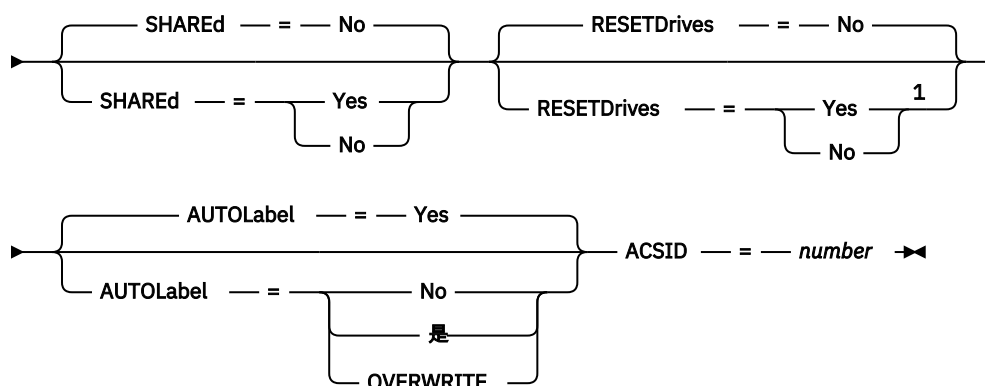 SHAREd = No RESETDrives = No
SHAREd = Yes RESETDrives = Yes 1
No No
AUTOLabel = Yes
ACSID = number
AUTOLabel = No
是
OVERWRITE